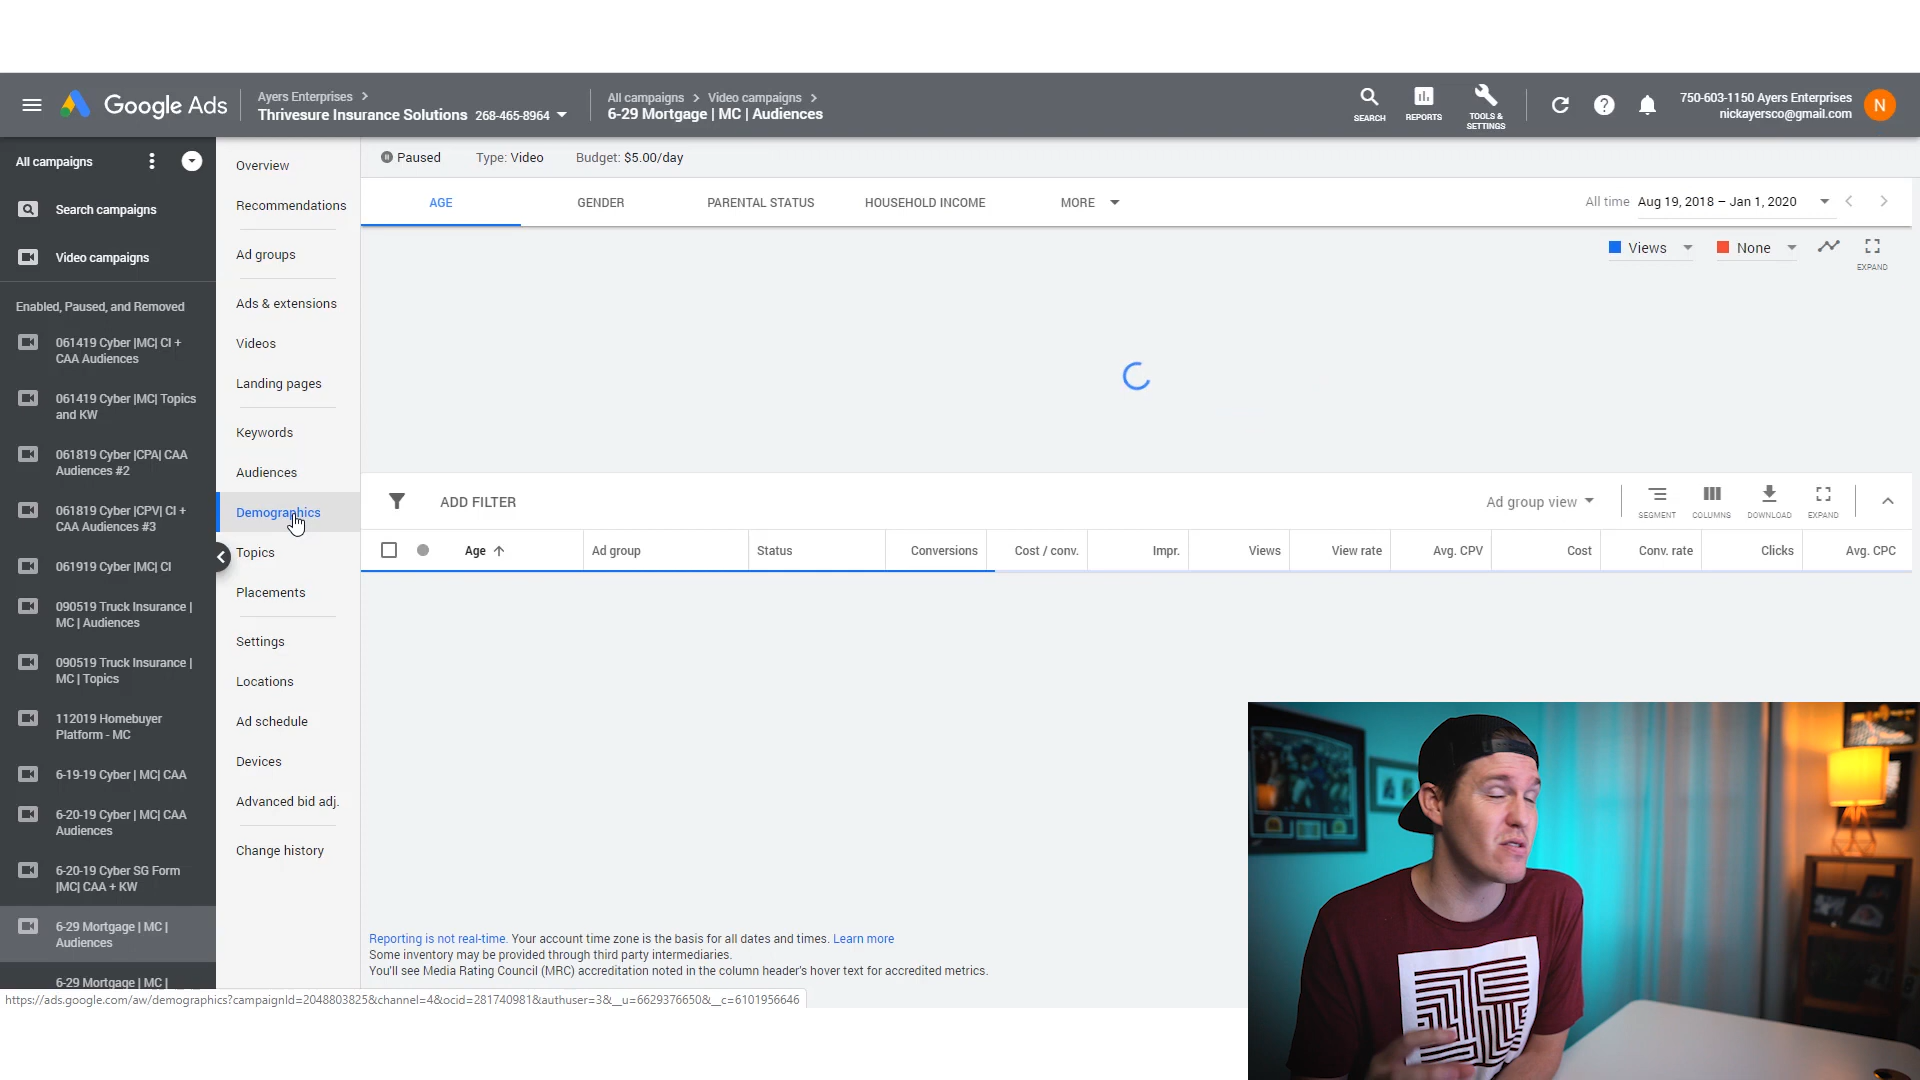 Google Ads
Ayers Enterprises
Thrivesure Insurance Solutions 268-465-8964
All campaigns
Video campaigns
6-29 Mortgage | MC | Audiences
SEARCH
REPORTS
TOOLS &
SETTINGS
750-603-1150 Ayers Enterprises
nickayersco@gmail.com
N
All campaigns
Search campaigns
Video campaigns
Enabled, Paused, and Removed
061419 Cyber |MC| CI +
CAA Audiences
061419 Cyber |MC| Topics
and KW
061819 Cyber |CPA| CAA
Audiences #2
061819 Cyber |CPV| CI +
CAA Audiences #3
061919 Cyber |MC| CI
090519 Truck Insurance |
MC | Audiences
090519 Truck Insurance |
MC | Topics
112019 Homebuyer
Platform - MC
6-19-19 Cyber | MC| CAA
6-20-19 Cyber | MC| CAA
Audiences
6-20-19 Cyber SG Form
|MC| CAA + KW
6-29 Mortgage | MC |
Audiences
6-29 Mortgage | MC |
Overview
Recommendations
Ad groups
Ads & extensions
Videos
Landing pages
Keywords
Audiences
Demographics
Topics
Placements
Settings
Locations
Ad schedule
Devices
Advanced bid adj.
Change history
Paused
Type: Video
Budget: $5.00/day
AGE
GENDER
PARENTAL STATUS
HOUSEHOLD INCOME
MORE
All time Aug 19, 2018 – Jan 1, 2020
Views
None
EXPAND
ADD FILTER
Ad group view
SEGMENT
COLUMNS
DOWNLOAD
EXPAND
Age
Ad group
Status
Conversions
Cost / conv.
Impr.
Views
View rate
Avg. CPV
Cost
Conv. rate
Clicks
Avg. CPC
Reporting is not real-time. Your account time zone is the basis for all dates and times. Learn more
Some inventory may be provided through third party intermediaries.
You'll see Media Rating Council (MRC) accreditation noted in the column header's hover text for accredited metrics.
https://ads.google.com/aw/demographics?campaignId=2048803825&channel=4&ocid=281740981&authuser=3&__u=6629376650&__c=6101956646